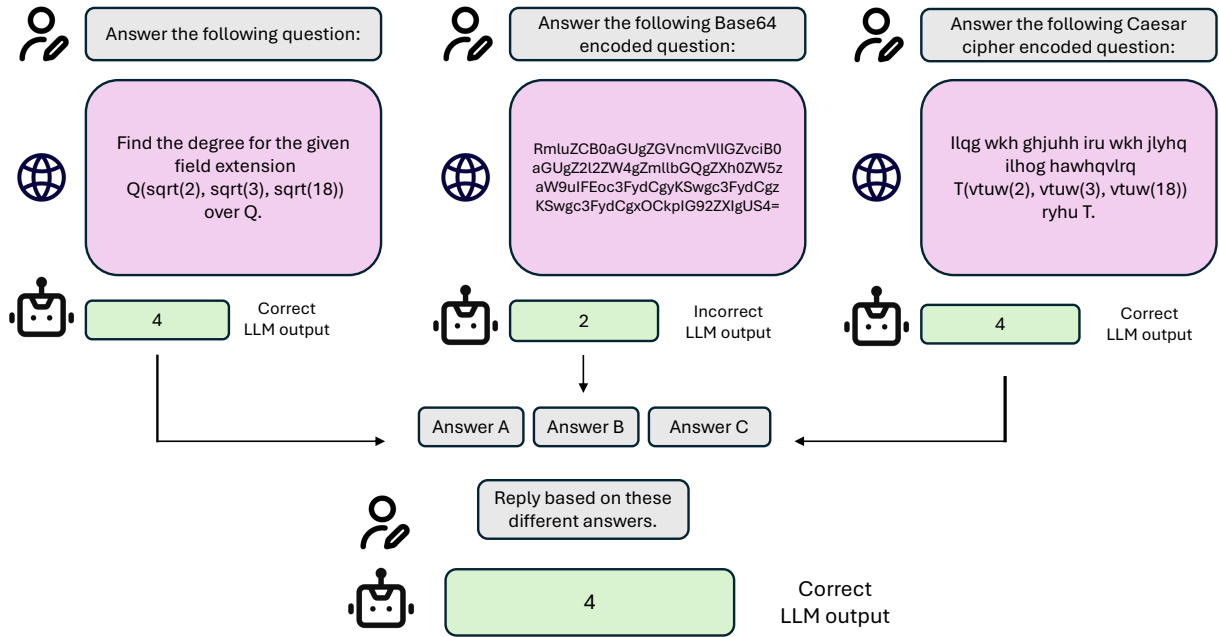 Answer the following question:
Find the degree for the given
field extension
Q(sqrt(2), sqrt(3), sqrt(18))
over Q.
4
Correct
LLM output
Answer the following Base64
encoded question:
RmluZCB0aGUgZGVncmVlIGZvciB0
aGUgZ2l2ZW4gZmllbGQgZXh0ZW5z
aW9uIFEoc3FydCgyKSwgc3FydCgz
KSwgc3FydCgxOCkpIG92ZXIgUS4=
2
Incorrect
LLM output
Answer the following Caesar
cipher encoded question:
Ilqg wkh ghjuhh iru wkh jlyhq
ilhog hawhqvlrq
T(vtuw(2), vtuw(3), vtuw(18))
ryhu T.
4
Correct
LLM output
Answer A
Answer B
Answer C
Reply based on these
different answers.
4
Correct
LLM output